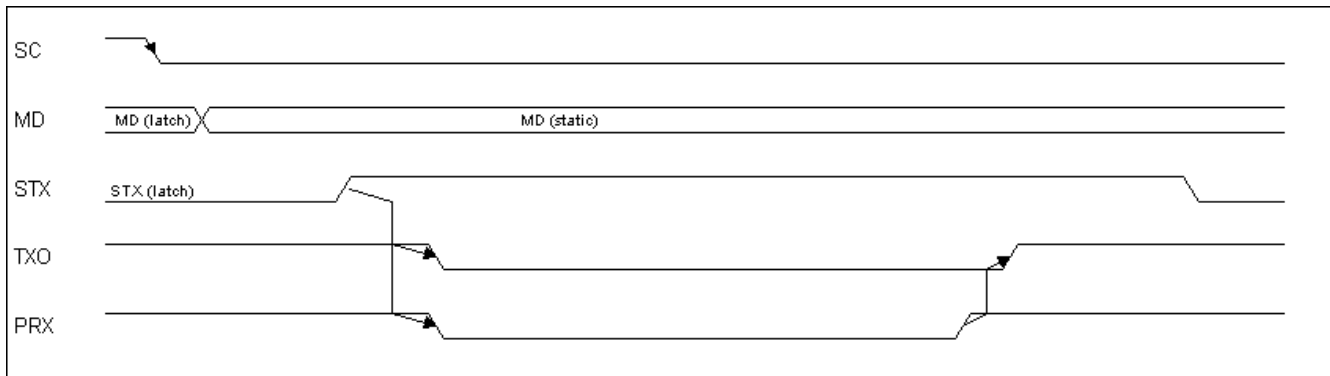 SC
MD MD (latch) MD (static)
STX STX (latch)
TXO
PRX